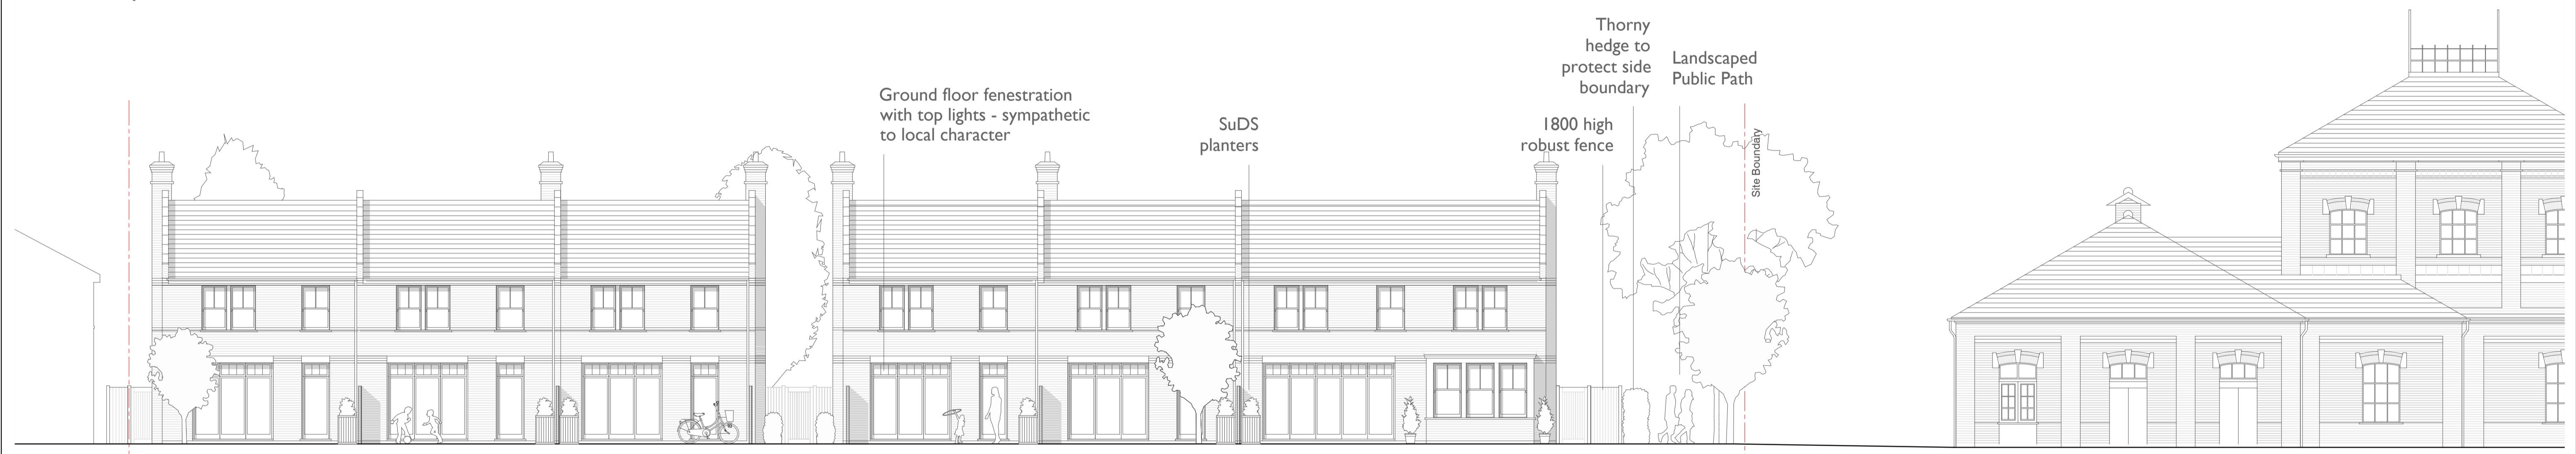 Thorny
hedge to
protect side
boundary
Landscaped
Public Path
Ground floor fenestration
with top lights - sympathetic
to local character
SuDS
planters
1800 high
robust fence
Site Boundary